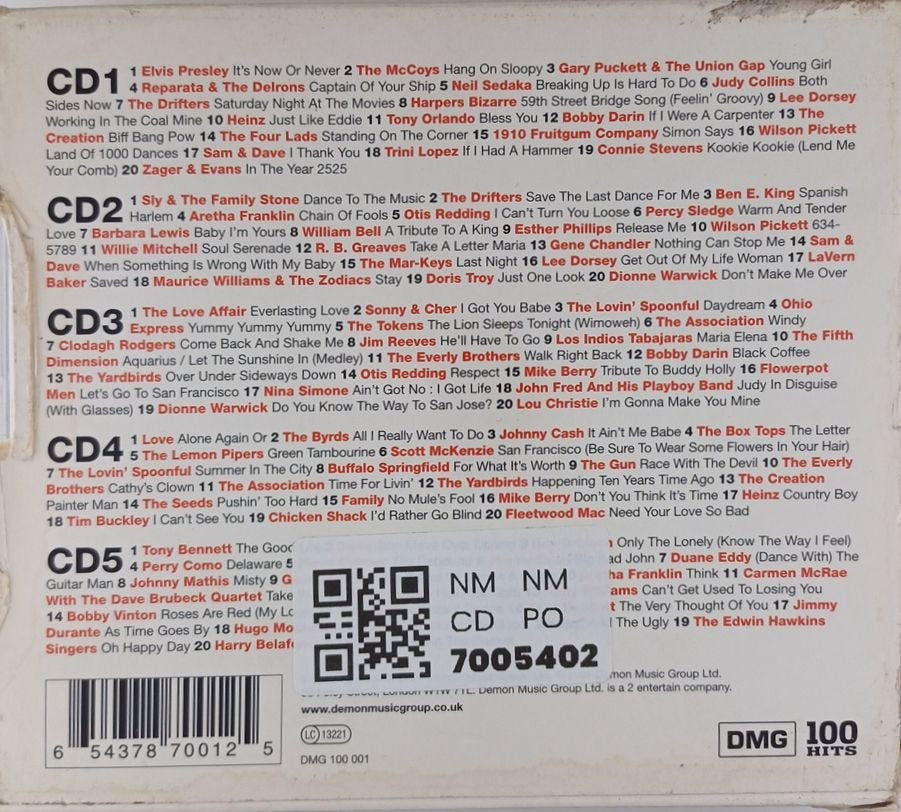 CD1 1 Elvis Presley It's Now Or Never 2 The McCoys Hang On Sloopy 3 Gary Puckett & The Union Gap Young Girl
4 Reparata & The Delrons Captain Of Your Ship 5 Neil Sedaka Breaking Up Is Hard To Do 6 Judy Collins Both
Sides Now 7 The Drifters Saturday Night At The Movies 8 Harpers Bizarre 59th Street Bridge Song (Feelin' Groovy) 9 Lee Dorsey
Working In The Coal Mine 10 Heinz Just Like Eddie 11 Tony Orlando Bless You 12 Bobby Darin If I Were A Carpenter 13 The
Creation Biff Bang Pow 14 The Four Lads Standing On The Corner 15 1910 Fruitgum Company Simon Says 16 Wilson Pickett
Land Of 1000 Dances 17 Sam & Dave I Thank You 18 Trini Lopez If I Had A Hammer 19 Connie Stevens Kookie Kookie (Lend Me
Your Comb) 20 Zager & Evans In The Year 2525
CD2 1 Sly & The Family Stone Dance To The Music 2 The Drifters Save The Last Dance For Me 3 Ben E. King Spanish
Harlem 4 Aretha Franklin Chain Of Fools 5 Otis Redding I Can't Turn You Loose 6 Percy Sledge Warm And Tender
Love 7 Barbara Lewis Baby I'm Yours 8 William Bell A Tribute To A King 9 Esther Phillips Release Me 10 Wilson Pickett 634-
5789 11 Willie Mitchell Soul Serenade 12 R. B. Greaves Take A Letter Maria 13 Gene Chandler Nothing Can Stop Me 14 Sam &
Dave When Something Is Wrong With My Baby 15 The Mar-Keys Last Night 16 Lee Dorsey Get Out Of My Life Woman 17 LaVern
Baker Saved 18 Maurice Williams & The Zodiacs Stay 19 Doris Troy Just One Look 20 Dionne Warwick Don't Make Me Over
CD3 1 The Love Affair Everlasting Love 2 Sonny & Cher I Got You Babe 3 The Lovin' Spoonful Daydream 4 Ohio
Express Yummy Yummy Yummy 5 The Tokens The Lion Sleeps Tonight (Wimoweh) 6 The Association Windy
7 Clodagh Rodgers Come Back And Shake Me 8 Jim Reeves He'll Have To Go 9 Los Indios Tabajaras Maria Elena 10 The Fifth
Dimension Aquarius / Let The Sunshine In (Medley) 11 The Everly Brothers Walk Right Back 12 Bobby Darin Black Coffee
13 The Yardbirds Over Under Sideways Down 14 Otis Redding Respect 15 Mike Berry Tribute To Buddy Holly 16 Flowerpot
Men Let's Go To San Francisco 17 Nina Simone Ain't Got No : I Got Life 18 John Fred And His Playboy Band Judy In Disguise
(With Glasses) 19 Dionne Warwick Do You Know The Way To San Jose? 20 Lou Christie I'm Gonna Make You Mine
CD4 1 Love Alone Again Or 2 The Byrds All I Really Want To Do 3 Johnny Cash It Ain't Me Babe 4 The Box Tops The Letter
5 The Lemon Pipers Green Tambourine 6 Scott McKenzie San Francisco (Be Sure To Wear Some Flowers In Your Hair)
7 The Lovin' Spoonful Summer In The City 8 Buffalo Springfield For What It's Worth 9 The Gun Race With The Devil 10 The Everly
Brothers Cathy's Clown 11 The Association Time For Livin' 12 The Yardbirds Happening Ten Years Time Ago 13 The Creation
Painter Man 14 The Seeds Pushin' Too Hard 15 Family No Mule's Fool 16 Mike Berry Don't You Think It's Time 17 Heinz Country Boy
18 Tim Buckley I Can't See You 19 Chicken Shack I'd Rather Go Blind 20 Fleetwood Mac Need Your Love So Bad
CD5 1 Tony Bennett The Good Only The Lonely (Know The Way I Feel)
4 Perry Como Delaware 5 John 7 Duane Eddy (Dance With) The
Guitar Man 8 Johnny Mathis Misty 9 Franklin Think 11 Carmen McRae
With The Dave Brubeck Quartet Take Can't Get Used To Losing You
14 Bobby Vinton Roses Are Red (My The Very Thought Of You 17 Jimmy
Durante As Time Goes By 18 Hugo The Ugly 19 The Edwin Hawkins
Singers Oh Happy Day 20 Harry
NM NM
CD PO
7005402
Music Group Ltd.
Demon Music Group Ltd. is a 2 entertain company.
www.demonmusicgroup.co.uk
LC 13221
DMG 100 001
6 54378 70012 5
DMG 100 HITS